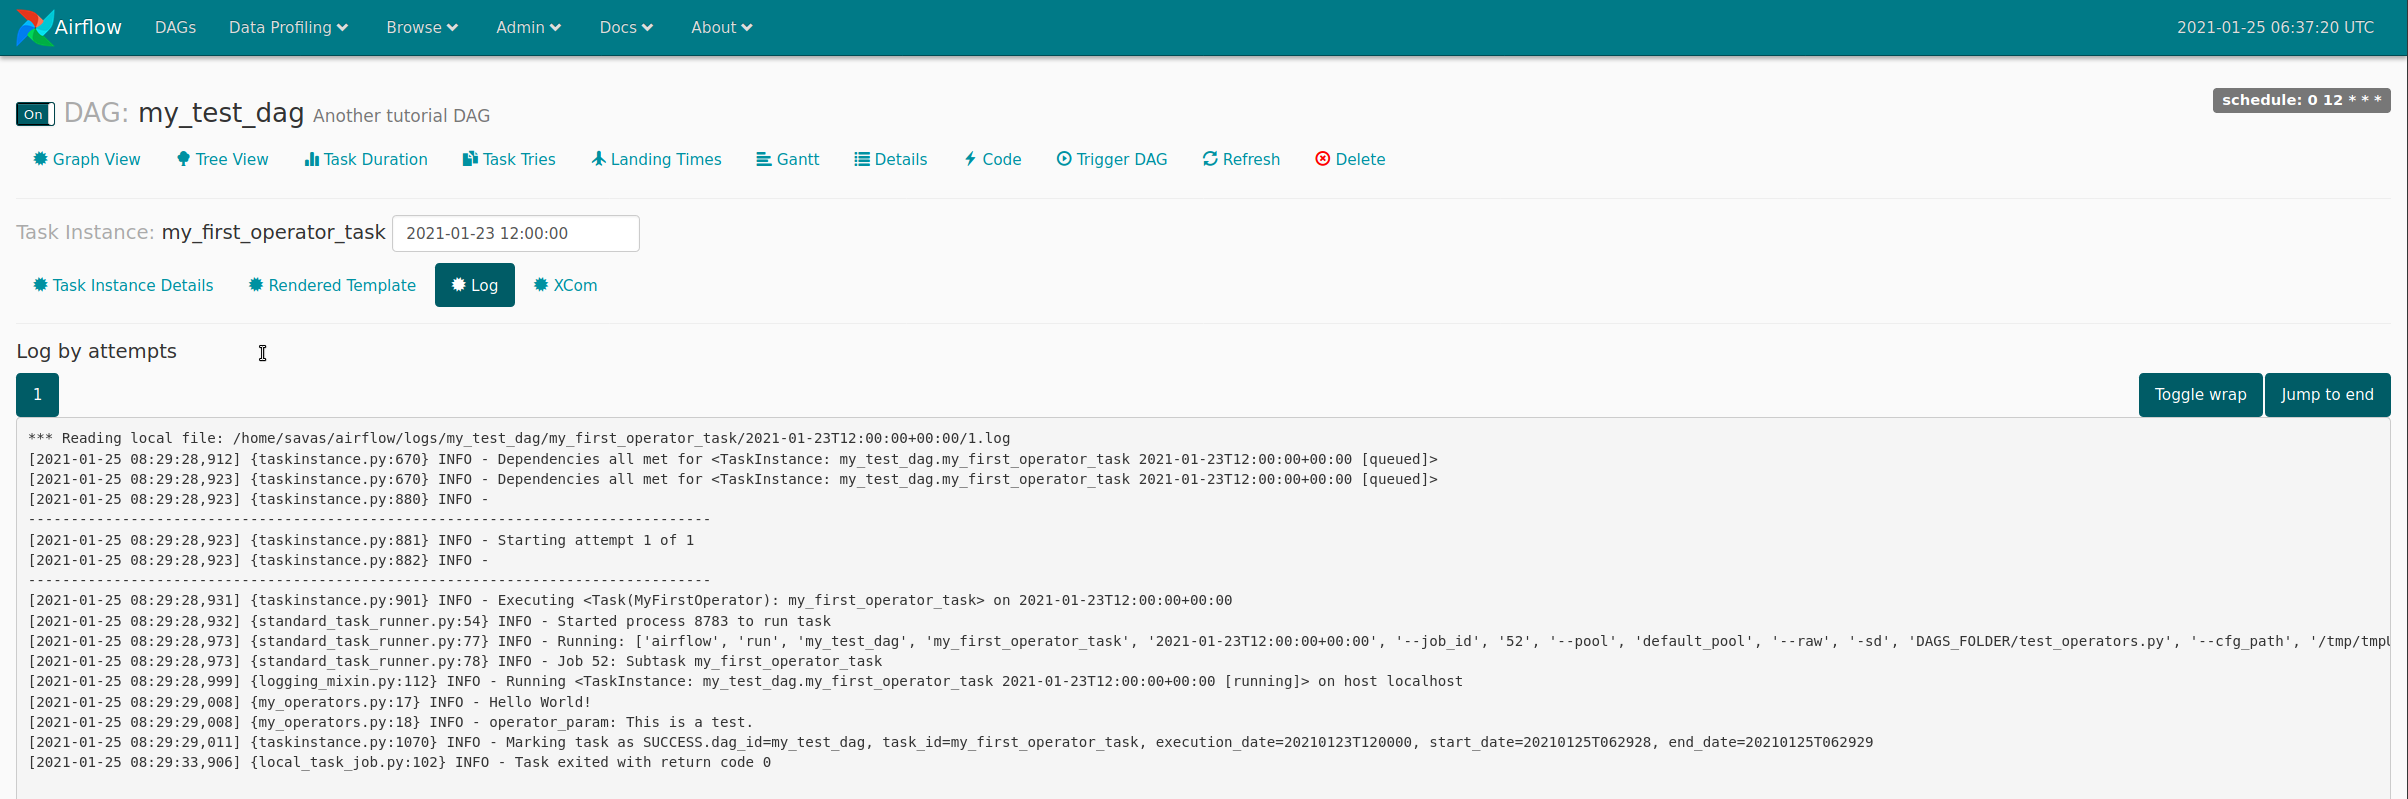 Airflow DAGs Data Profiling Browse Admin Docs About 2021-01-25 06:37:20 UTC
On DAG: my_test_dag Another tutorial DAG schedule: 0 12 * * *
Graph View Tree View Task Duration Task Tries Landing Times Gantt Details Code Trigger DAG Refresh Delete
Task Instance: my_first_operator_task 2021-01-23 12:00:00
Task Instance Details Rendered Template Log XCom
Log by attempts
1 Toggle wrap Jump to end
*** Reading local file: /home/savas/airflow/logs/my_test_dag/my_first_operator_task/2021-01-23T12:00:00+00:00/1.log
[2021-01-25 08:29:28,912] {taskinstance.py:670} INFO - Dependencies all met for <TaskInstance: my_test_dag.my_first_operator_task 2021-01-23T12:00:00+00:00 [queued]>
[2021-01-25 08:29:28,923] {taskinstance.py:670} INFO - Dependencies all met for <TaskInstance: my_test_dag.my_first_operator_task 2021-01-23T12:00:00+00:00 [queued]>
[2021-01-25 08:29:28,923] {taskinstance.py:880} INFO -
--------------------------------------------------------------------------------
[2021-01-25 08:29:28,923] {taskinstance.py:881} INFO - Starting attempt 1 of 1
[2021-01-25 08:29:28,923] {taskinstance.py:882} INFO -
--------------------------------------------------------------------------------
[2021-01-25 08:29:28,931] {taskinstance.py:901} INFO - Executing <Task(MyFirstOperator): my_first_operator_task> on 2021-01-23T12:00:00+00:00
[2021-01-25 08:29:28,932] {standard_task_runner.py:54} INFO - Started process 8783 to run task
[2021-01-25 08:29:28,973] {standard_task_runner.py:77} INFO - Running: ['airflow', 'run', 'my_test_dag', 'my_first_operator_task', '2021-01-23T12:00:00+00:00', '--job_id', '52', '--pool', 'default_pool', '--raw', '-sd', 'DAGS_FOLDER/test_operators.py', '--cfg_path', '/tmp/tmp
[2021-01-25 08:29:28,973] {standard_task_runner.py:78} INFO - Job 52: Subtask my_first_operator_task
[2021-01-25 08:29:28,999] {logging_mixin.py:112} INFO - Running <TaskInstance: my_test_dag.my_first_operator_task 2021-01-23T12:00:00+00:00 [running]> on host localhost
[2021-01-25 08:29:29,008] {my_operators.py:17} INFO - Hello World!
[2021-01-25 08:29:29,008] {my_operators.py:18} INFO - operator_param: This is a test.
[2021-01-25 08:29:29,011] {taskinstance.py:1070} INFO - Marking task as SUCCESS.dag_id=my_test_dag, task_id=my_first_operator_task, execution_date=20210123T120000, start_date=20210125T062928, end_date=20210125T062929
[2021-01-25 08:29:33,906] {local_task_job.py:102} INFO - Task exited with return code 0